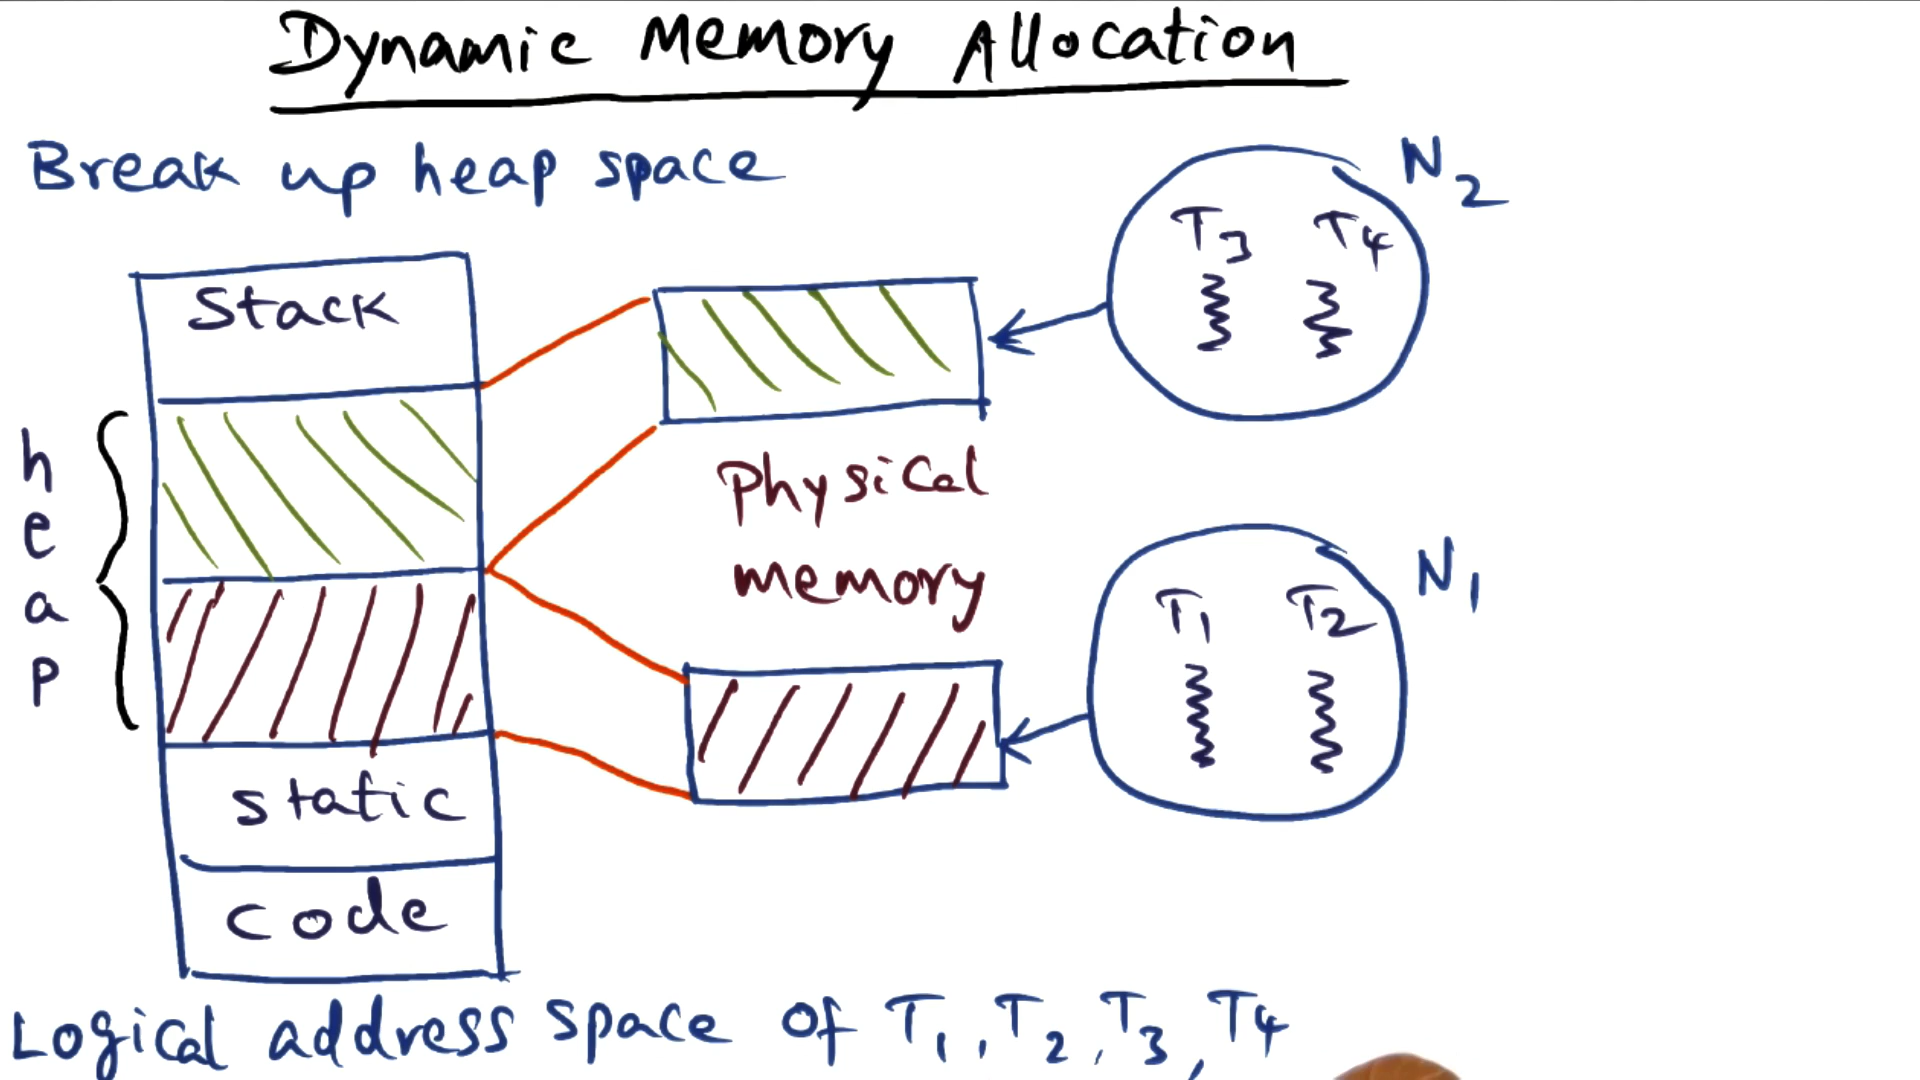 Dynamic Memory Allocation
Break up heap space
N2
T3 T4
Stack
heap
Physical
memory
N1
T1 T2
static
code
Logical address space of T1, T2, T3, T4